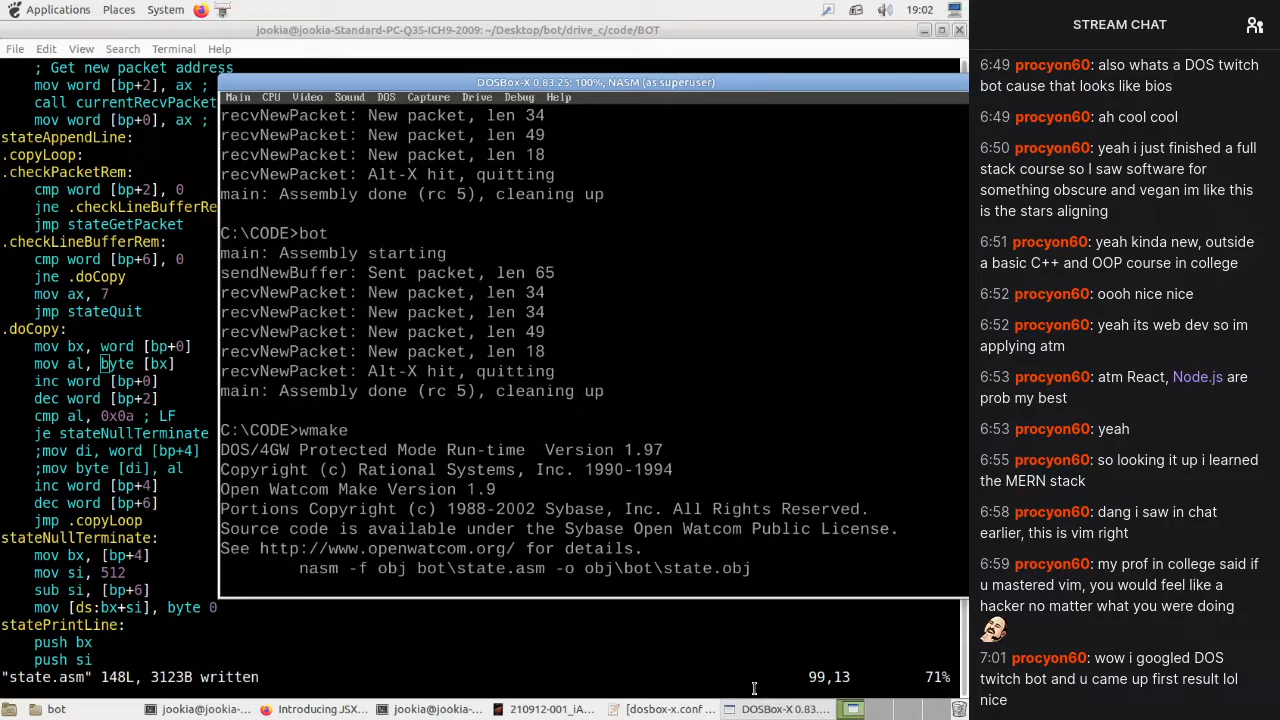 Applications Places System 19:02
jookia@jookia-Standard-PC-Q35-ICH9-2009: ~/Desktop/bot/drive_c/code/BOT
File Edit View Search Terminal Help
; Get new packet address
mov word [bp+2], ax ;
call currentRecvPacket
mov word [bp+0], ax ;
stateAppendLine:
.copyLoop:
.checkPacketRem:
cmp word [bp+2], 0
jne .checkLineBufferRe
jmp stateGetPacket
.checkLineBufferRem:
cmp word [bp+6], 0
jne .doCopy
mov ax, 7
jmp stateQuit
.doCopy:
mov bx, word [bp+0]
mov al, byte [bx]
inc word [bp+0]
dec word [bp+2]
cmp al, 0x0a ; LF
je stateNullTerminate
;mov di, word [bp+4]
;mov byte [di], al
inc word [bp+4]
dec word [bp+6]
jmp .copyLoop
stateNullTerminate:
mov bx, [bp+4]
mov si, 512
sub si, [bp+6]
mov [ds:bx+si], byte 0
statePrintLine:
push bx
push si
"state.asm" 148L, 3123B written 99,13 71%
DOSBox-X 0.83.25: 100%, NASM (as superuser)
Main CPU Video Sound DOS Capture Drive Debug Help
recvNewPacket: New packet, len 34
recvNewPacket: New packet, len 49
recvNewPacket: New packet, len 18
recvNewPacket: Alt-X hit, quitting
main: Assembly done (rc 5), cleaning up
C:\CODE>bot
main: Assembly starting
sendNewBuffer: Sent packet, len 65
recvNewPacket: New packet, len 34
recvNewPacket: New packet, len 34
recvNewPacket: New packet, len 49
recvNewPacket: New packet, len 18
recvNewPacket: Alt-X hit, quitting
main: Assembly done (rc 5), cleaning up
C:\CODE>wmake
DOS/4GW Protected Mode Run-time  Version 1.97
Copyright (c) Rational Systems, Inc. 1990-1994
Open Watcom Make Version 1.9
Portions Copyright (c) 1988-2002 Sybase, Inc. All Rights Reserved.
Source code is available under the Sybase Open Watcom Public License.
See http://www.openwatcom.org/ for details.
nasm -f obj bot\state.asm -o obj\bot\state.obj
bot jookia@jookia-... Introducing JSX... jookia@jookia-... 210912-001_iA... [dosbox-x.conf ... DOSBox-X 0.83....
STREAM CHAT
6:49 procyon60: also whats a DOS twitch
bot cause that looks like bios
6:49 procyon60: ah cool cool
6:50 procyon60: yeah i just finished a full
stack course so I saw software for
something obscure and vegan im like this
is the stars aligning
6:51 procyon60: yeah kinda new, outside
a basic C++ and OOP course in college
6:52 procyon60: oooh nice nice
6:52 procyon60: yeah its web dev so im
applying atm
6:53 procyon60: atm React, Node.js are
prob my best
6:53 procyon60: yeah
6:55 procyon60: so looking it up i learned
the MERN stack
6:58 procyon60: dang i saw in chat
earlier, this is vim right
6:59 procyon60: my prof in college said if
u mastered vim, you would feel like a
hacker no matter what you were doing
7:01 procyon60: wow i googled DOS
twitch bot and u came up first result lol
nice